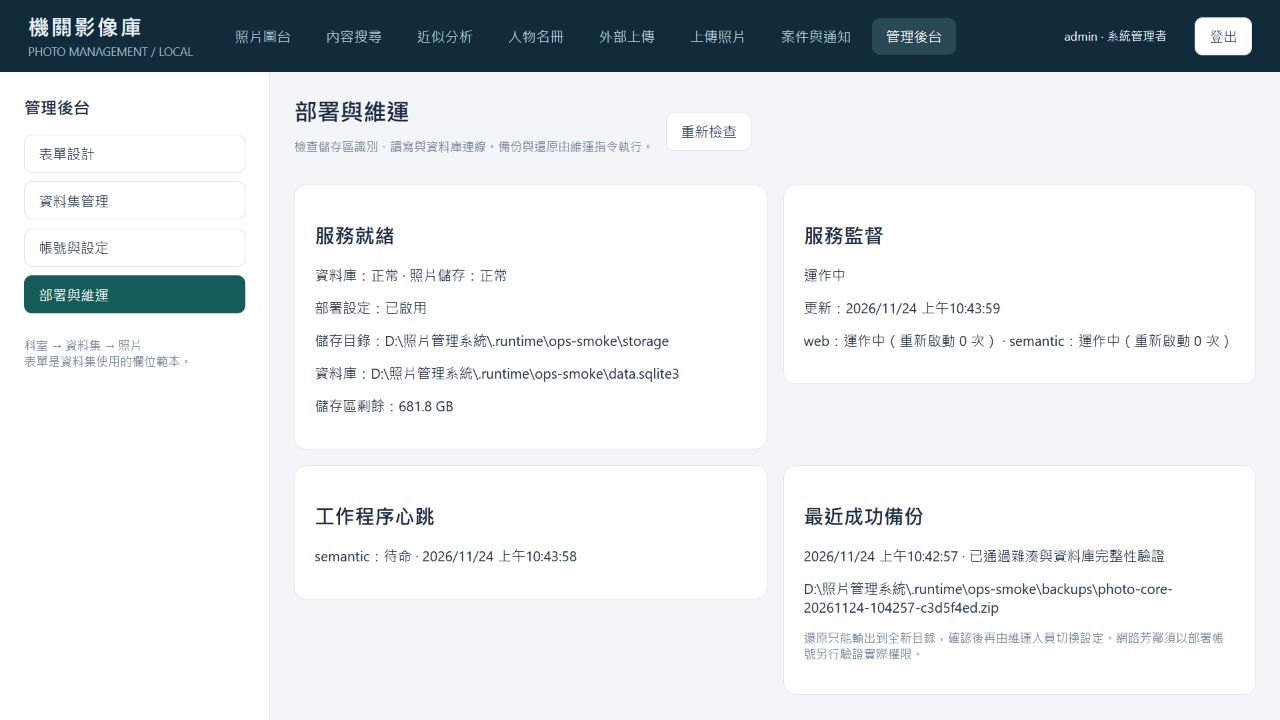 機關影像庫
PHOTO MANAGEMENT / LOCAL
照片圖台
內容搜尋
近似分析
人物名冊
外部上傳
上傳照片
案件與通知
管理後台
admin · 系統管理者
登出
管理後台
表單設計
資料集管理
帳號與設定
部署與維運
科室 → 資料集 → 照片
表單是資料集使用的欄位範本。
部署與維運
檢查儲存區識別、讀寫與資料庫連線。備份與還原由維運指令執行。
重新檢查
服務就緒
資料庫：正常 · 照片儲存：正常
部署設定：已啟用
儲存目錄：D:\照片管理系統\.runtime\ops-smoke\storage
資料庫：D:\照片管理系統\.runtime\ops-smoke\data.sqlite3
儲存區剩餘：681.8 GB
服務監督
運作中
更新：2026/11/24 上午10:43:59
web：運作中（重新啟動 0 次）· semantic：運作中（重新啟動 0 次）
工作程序心跳
semantic：待命 · 2026/11/24 上午10:43:58
最近成功備份
2026/11/24 上午10:42:57 · 已通過雜湊與資料庫完整性驗證
D:\照片管理系統\.runtime\ops-smoke\backups\photo-core-
20261124-104257-c3d5f4ed.zip
還原只能輸出到全新目錄，確認後再由維運人員切換設定。網路芳鄰須以部署帳
號另行驗證實際權限。